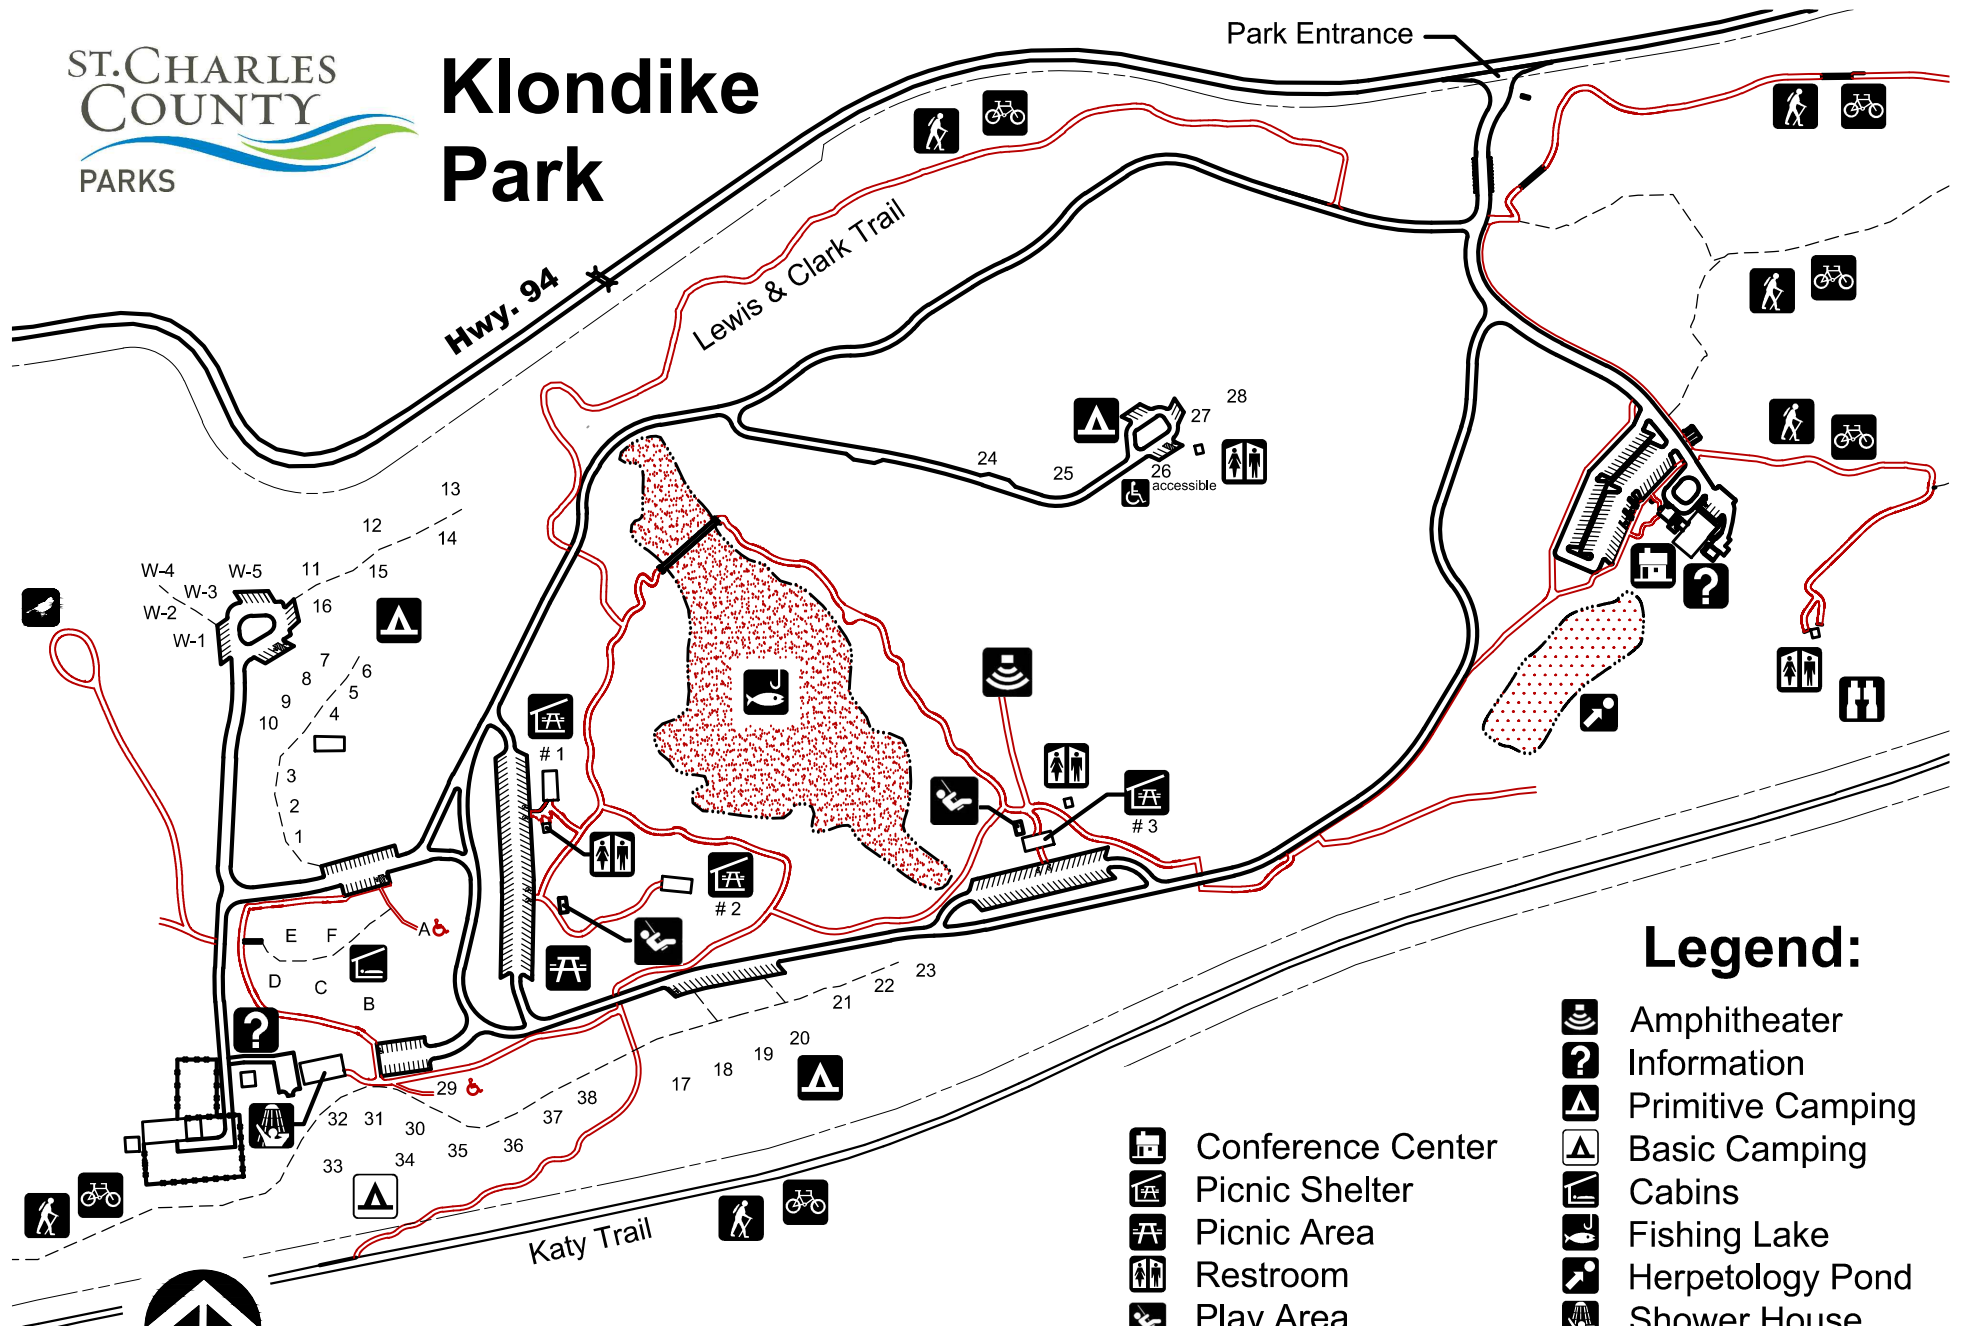 ST. CHARLES
COUNTY
PARKS
Klondike
Park
Park Entrance
Hwy. 94
Lewis & Clark Trail
28
27
24
25
26
accessible
13
12
14
W-4
W-5
11
15
W-3
16
W-2
W-1
7
6
8
5
9
4
10
3
2
1
# 1
# 3
# 2
A
E
F
D
C
B
23
22
21
20
19
18
17
29
38
37
32
31
30
36
35
34
33
Katy Trail
Legend:
Amphitheater
Information
Primitive Camping
Basic Camping
Cabins
Fishing Lake
Herpetology Pond
Shower House
Conference Center
Picnic Shelter
Picnic Area
Restroom
Play Area